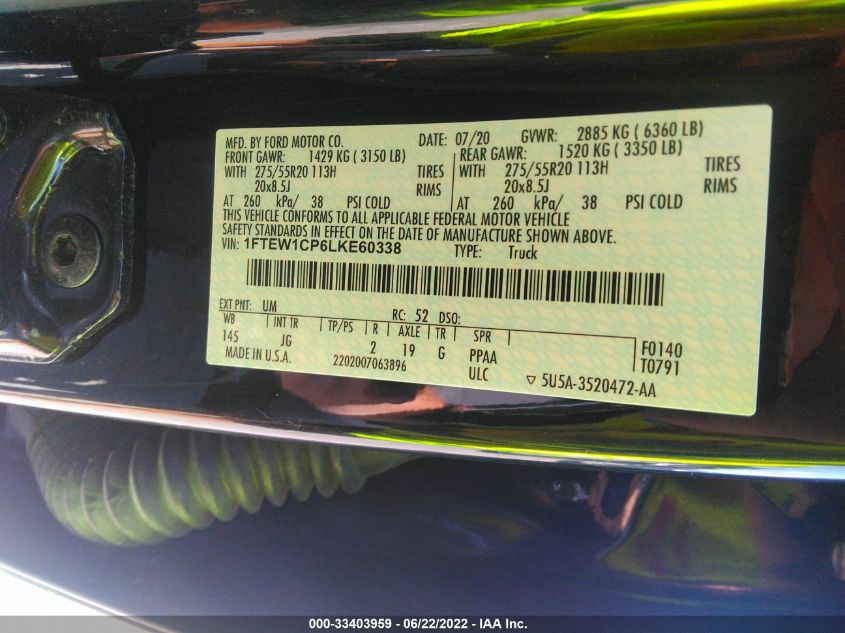 MFD. BY FORD MOTOR CO. DATE: 07/20 GVWR: 2885 KG ( 6360 LB)
FRONT GAWR: 1429 KG ( 3150 LB) REAR GAWR: 1520 KG ( 3350 LB)
WITH 275/55R20 113H TIRES WITH 275/55R20 113H TIRES
20x8.5J RIMS 20x8.5J RIMS
AT 260 kPa/ 38 PSI COLD AT 260 kPa/ 38 PSI COLD
THIS VEHICLE CONFORMS TO ALL APPLICABLE FEDERAL MOTOR VEHICLE
SAFETY STANDARDS IN EFFECT ON THE DATE OF MANUFACTURE SHOWN ABOVE.
VIN: 1FTEW1CP6LKE60338 TYPE: Truck
EXT PNT: UM RC: 52 DSO:
WB INT TR TP/PS R AXLE TR SPR
145 JG 2 19 G PPAA F0140
MADE IN U.S.A. 2202007063896 ULC T0791
▽ 5U5A-3520472-AA
000-33403959 - 06/22/2022 - IAA Inc.